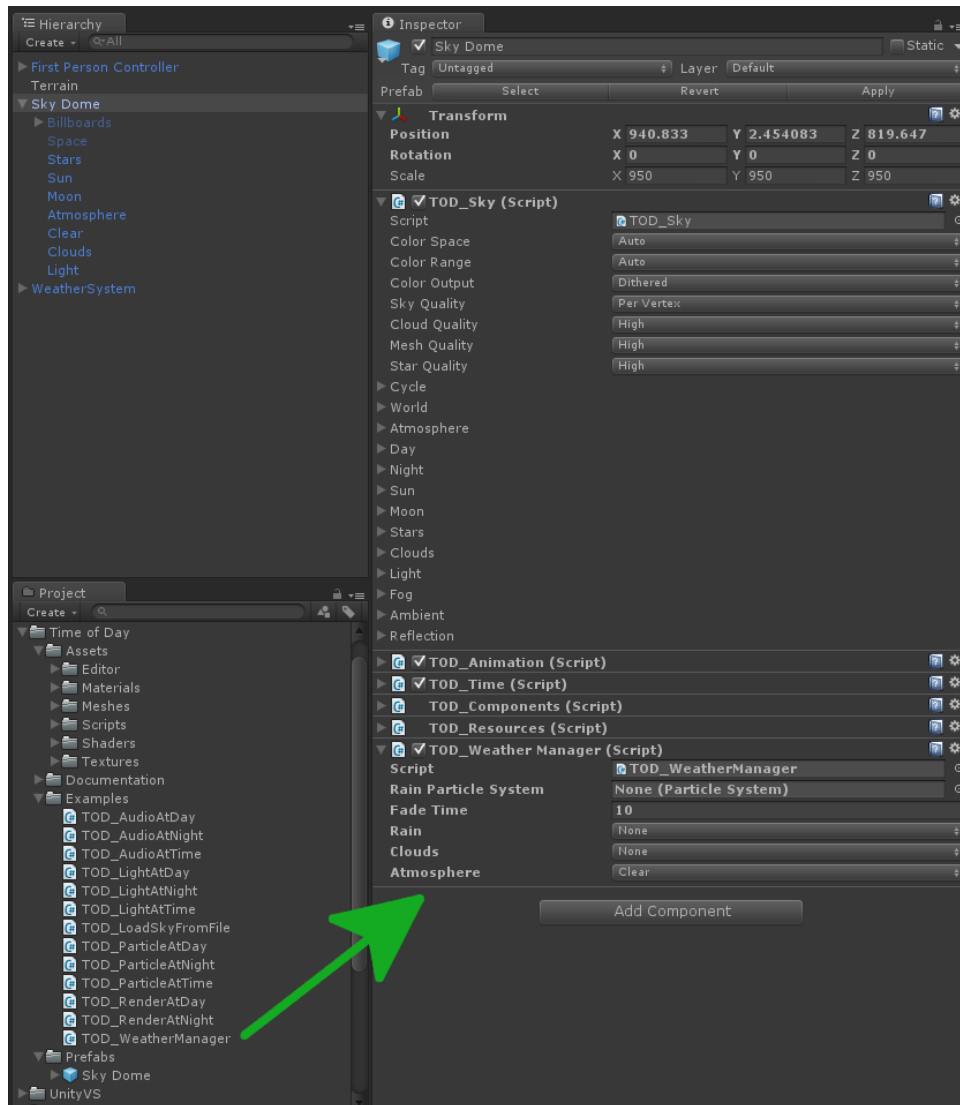 Hierarchy
Create
All
First Person Controller
Terrain
Sky Dome
Billboards
Space
Stars
Sun
Moon
Atmosphere
Clear
Clouds
Light
WeatherSystem
Project
Create
Time of Day
Assets
Editor
Materials
Meshes
Scripts
Shaders
Textures
Documentation
Examples
TOD_AudioAtDay
TOD_AudioAtNight
TOD_AudioAtTime
TOD_LightAtDay
TOD_LightAtNight
TOD_LightAtTime
TOD_LoadSkyFromFile
TOD_ParticleAtDay
TOD_ParticleAtNight
TOD_ParticleAtTime
TOD_RenderAtDay
TOD_RenderAtNight
TOD_WeatherManager
Prefabs
Sky Dome
UnityVS
Inspector
Sky Dome Static
Tag Untagged Layer Default
Prefab Select Revert Apply
Transform
Position X 940.833 Y 2.454083 Z 819.647
Rotation X 0 Y 0 Z 0
Scale X 950 Y 950 Z 950
TOD_Sky (Script)
Script TOD_Sky
Color Space Auto
Color Range Auto
Color Output Dithered
Sky Quality Per Vertex
Cloud Quality High
Mesh Quality High
Star Quality High
Cycle
World
Atmosphere
Day
Night
Sun
Moon
Stars
Clouds
Light
Fog
Ambient
Reflection
TOD_Animation (Script)
TOD_Time (Script)
TOD_Components (Script)
TOD_Resources (Script)
TOD_Weather Manager (Script)
Script TOD_WeatherManager
Rain Particle System None (Particle System)
Fade Time 10
Rain None
Clouds None
Atmosphere Clear
Add Component